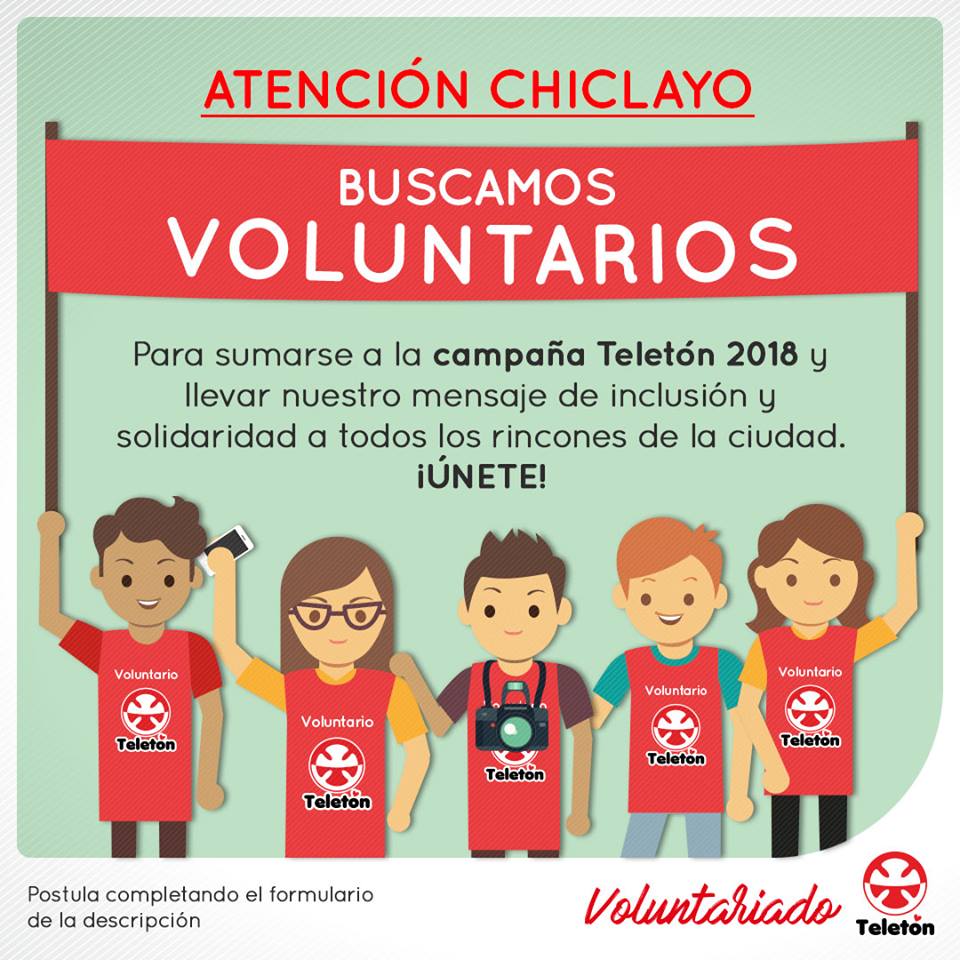 ATENCIÓN CHICLAYO
BUSCAMOS
VOLUNTARIOS
Para sumarse a la campaña Teletón 2018 y
llevar nuestro mensaje de inclusión y
solidaridad a todos los rincones de la ciudad.
¡ÚNETE!
Voluntario
Teletón
Voluntario
Teletón
Teletón
Voluntario
Teletón
Voluntario
Teletón
Postula completando el formulario
de la descripción
Voluntariado
Teletón